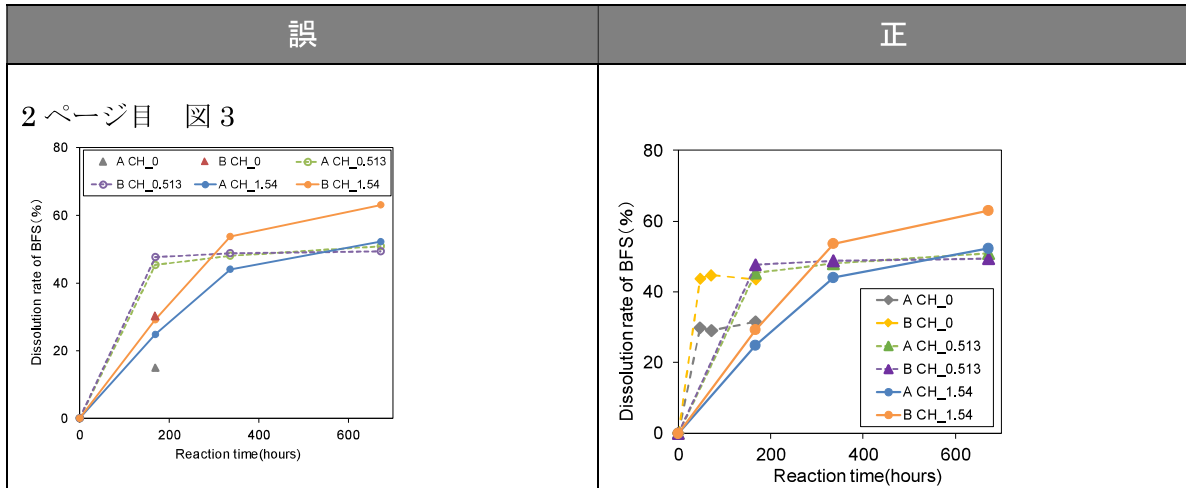 誤
正
2 ページ目 図 3
80
60
40
20
0
0
200
400
600
Dissolution rate of BFS(%)
Reaction time(hours)
A CH_0
B CH_0
A CH_0.513
B CH_0.513
A CH_1.54
B CH_1.54
80
60
40
20
0
0
200
400
600
Dissolution rate of BFS(%)
Reaction time(hours)
A CH_0
B CH_0
A CH_0.513
B CH_0.513
A CH_1.54
B CH_1.54